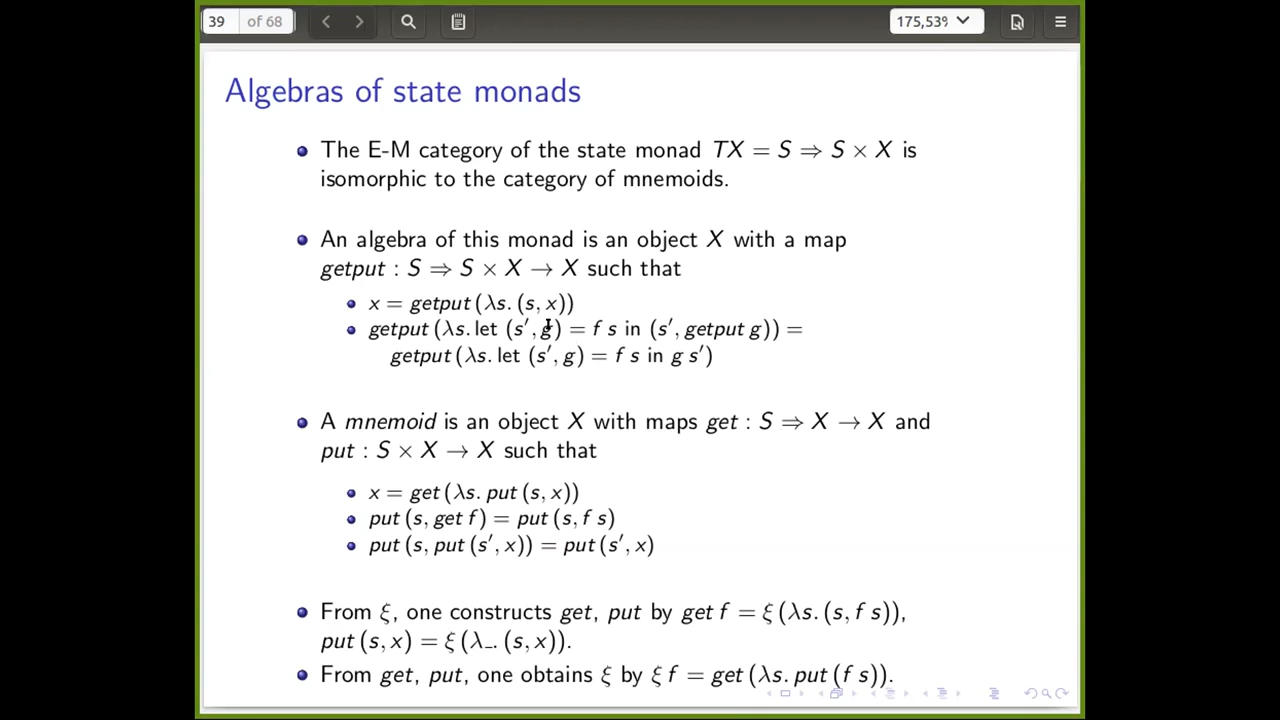 39 of 68 175,53%
Algebras of state monads
The E-M category of the state monad TX = S ⇒ S × X is
isomorphic to the category of mnemoids.
An algebra of this monad is an object X with a map
getput : S ⇒ S × X → X such that
x = getput (λs. (s, x))
getput (λs. let (s′, g) = f s in (s′, getput g)) =
getput (λs. let (s′, g) = f s in g s′)
A mnemoid is an object X with maps get : S ⇒ X → X and
put : S × X → X such that
x = get (λs. put (s, x))
put (s, get f) = put (s, f s)
put (s, put (s′, x)) = put (s′, x)
From ξ, one constructs get, put by get f = ξ (λs. (s, f s)),
put (s, x) = ξ (λ_. (s, x)).
From get, put, one obtains ξ by ξ f = get (λs. put (f s)).